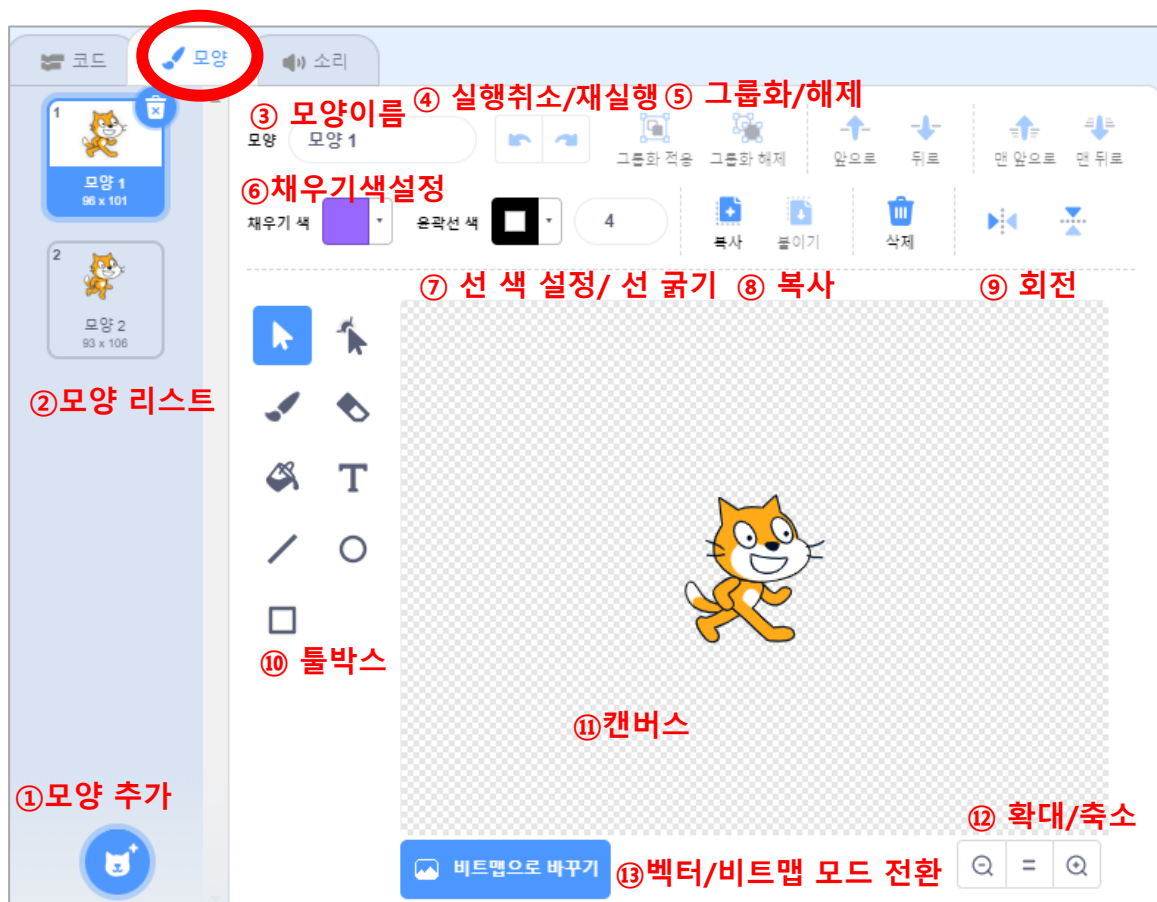 코드 모양 소리
④ 실행취소/재실행 ⑤ 그룹화/해제
③ 모양이름
모양 모양 1
그룹화 적용 그룹화 해제 앞으로 뒤로 맨 앞으로 맨 뒤로
1
모양 1
96 x 101
⑥채우기색설정
채우기 색 윤곽선 색 4
복사 붙이기 삭제
⑦ 선 색 설정/ 선 굵기 ⑧ 복사 ⑨ 회전
2
모양 2
93 x 106
②모양 리스트
T
⑩ 툴박스
⑪캔버스
①모양 추가
⑫ 확대/축소
비트맵으로 바꾸기 ⑬벡터/비트맵 모드 전환